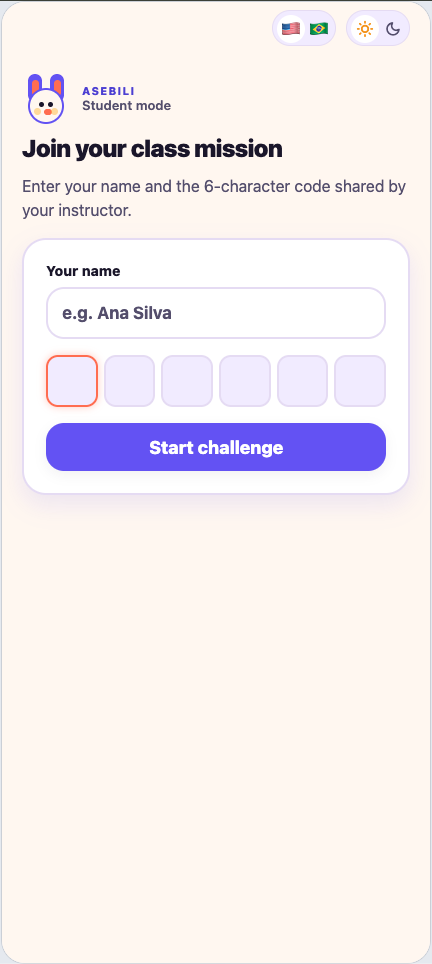 ASEBILI
Student mode
Join your class mission
Enter your name and the 6-character code shared by
your instructor.
Your name
e.g. Ana Silva
Start challenge